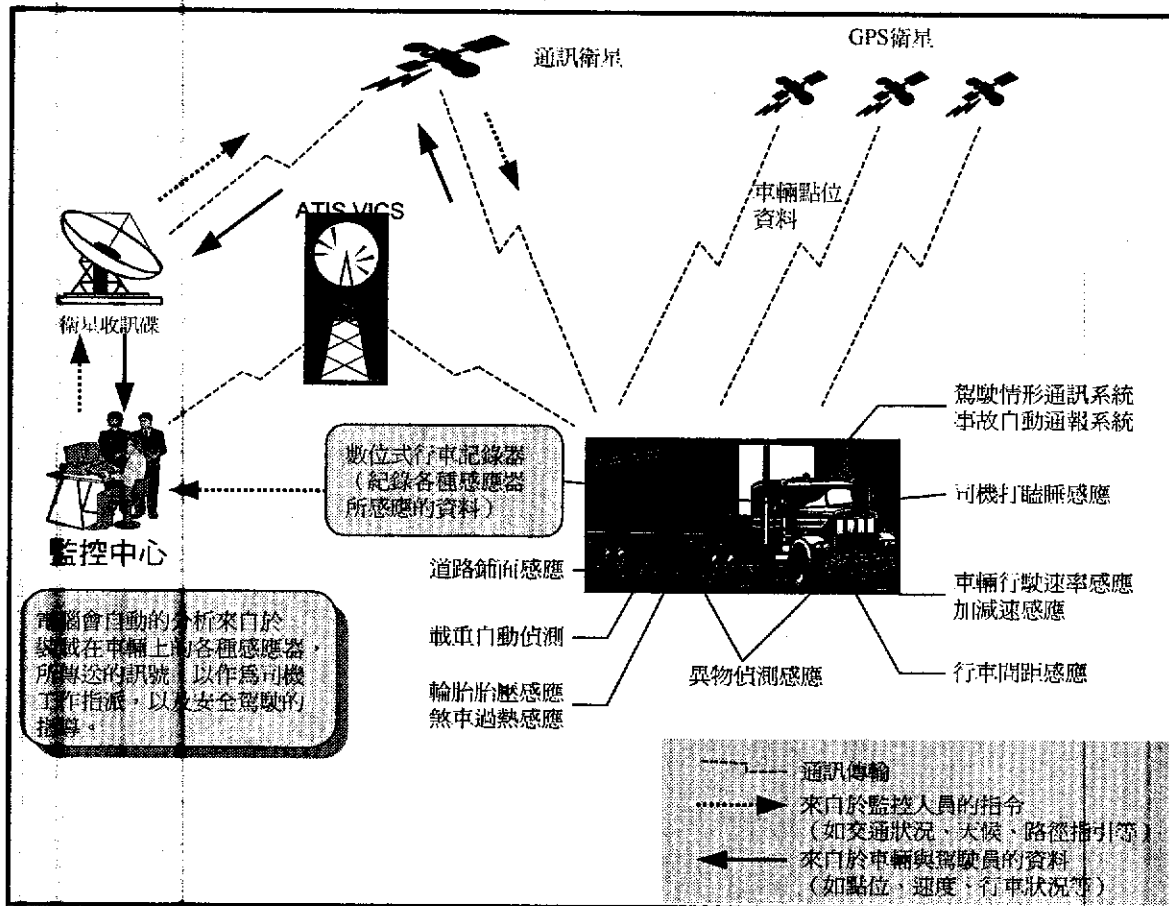 通訊衛星
GPS衛星
車輛點位
資料
ATIS VICS
衛星收訊碟
駕駛情形通訊系統
事故自動通報系統
數位式行車記錄器
（紀錄各種感應器
所感應的資料）
司機打瞌睡感應
監控中心
道路鋪面感應
車輛行駛速率感應
加減速感應
電腦會自動的分析來自於
裝載在車輛上的各種感應器，
所傳送的訊號 以作為司機
工作指派，以及安全駕駛的
指導。
載重自動偵測
異物偵測感應
行車間距感應
輪胎胎壓感應
煞車過熱感應
通訊傳輸
來自於監控人員的指令
（如交通狀況、天候、路徑指引等）
來自於車輛與駕駛員的資料
（如點位、速度、行車狀況等）